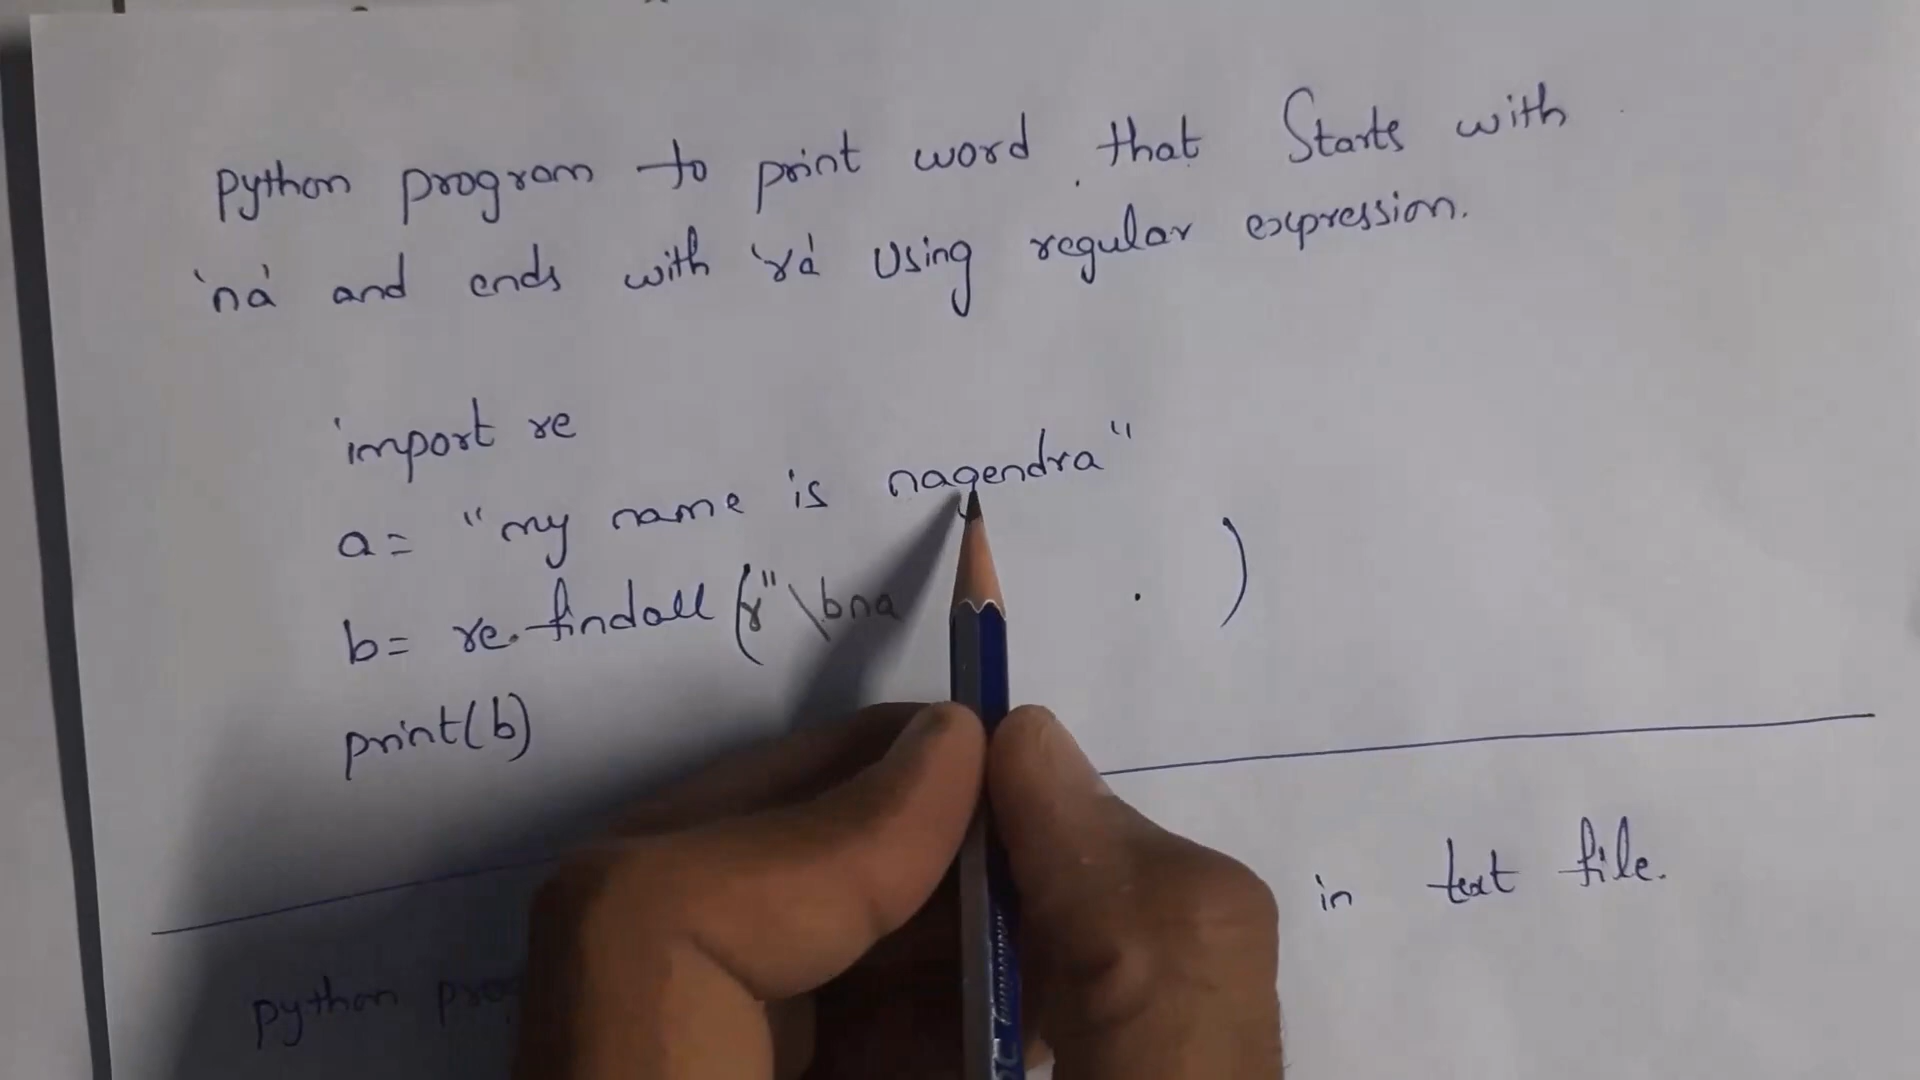 python program to print word that Starts with
'na' and ends with 'ra' Using regular expression.
import re
a= "my name is nagendra"
b= re.findall(r"\bna )
print(b)
in text file.
python